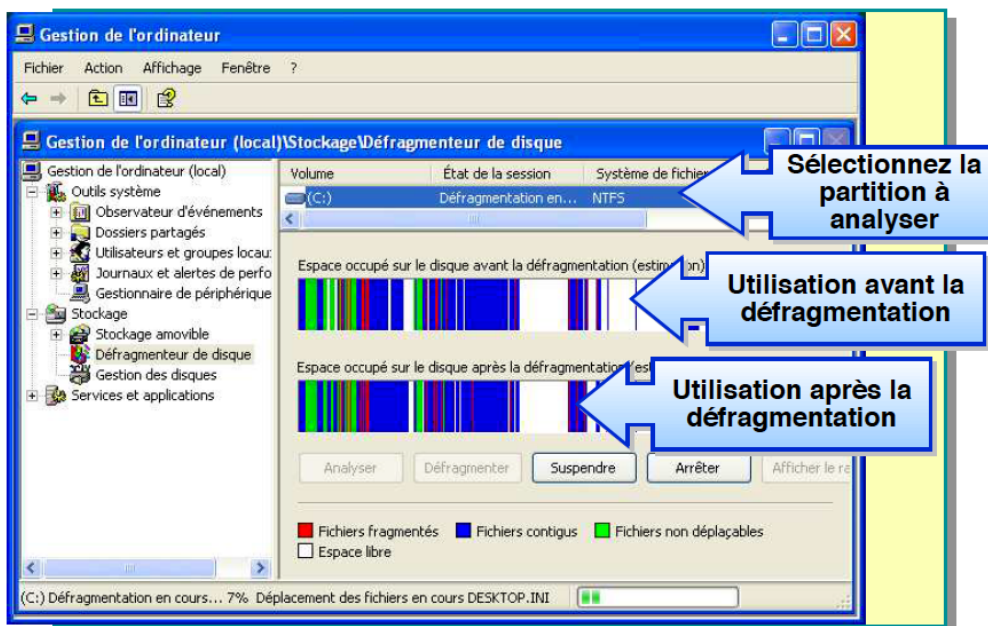 Gestion de l'ordinateur
Fichier Action Affichage Fenêtre ?
Gestion de l'ordinateur (local)\Stockage\Défragmenteur de disque
Gestion de l'ordinateur (local)
Outils système
Observateur d'événements
Dossiers partagés
Utilisateurs et groupes locau
Journaux et alertes de perfo
Gestionnaire de périphérique
Stockage
Stockage amovible
Défragmenteur de disque
Gestion des disques
Services et applications
Volume État de la session Système de fichier
(C:) Défragmentation en... NTFS
Sélectionnez la
partition à
analyser
Espace occupé sur le disque avant la défragmentation
Utilisation avant la
défragmentation
Espace occupé sur le disque après la défragmentation
Utilisation après la
défragmentation
Analyser Défragmenter Suspendre Arrêter Afficher le
Fichiers fragmentés Fichiers contigus Fichiers non déplaçables
Espace libre
(C:) Défragmentation en cours... 7% Déplacement des fichiers en cours DESKTOP.INI